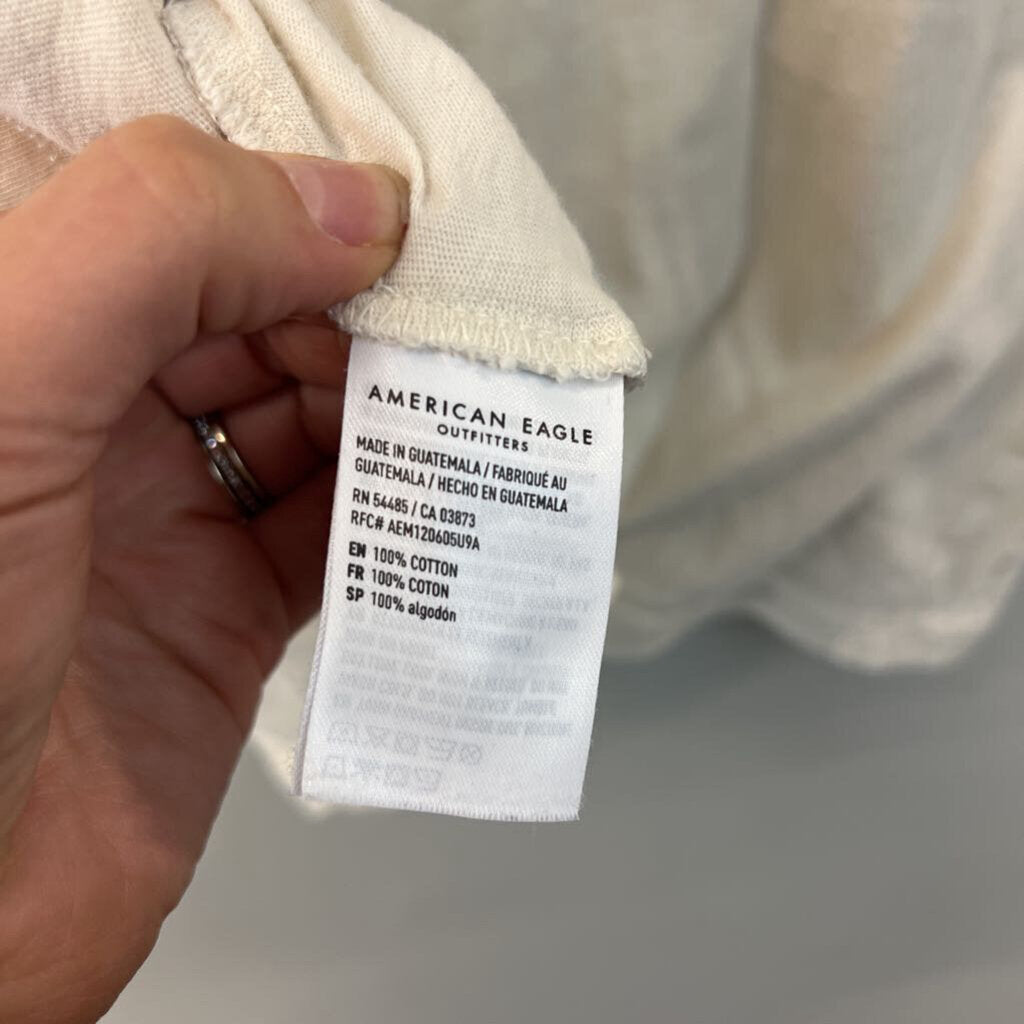 AMERICAN EAGLE
OUTFITTERS
MADE IN GUATEMALA / FABRIQUÉ AU
GUATEMALA / HECHO EN GUATEMALA
RN 54485 / CA 03873
RFC# AEM120605U9A
EN 100% COTTON
FR 100% COTON
SP 100% algodón